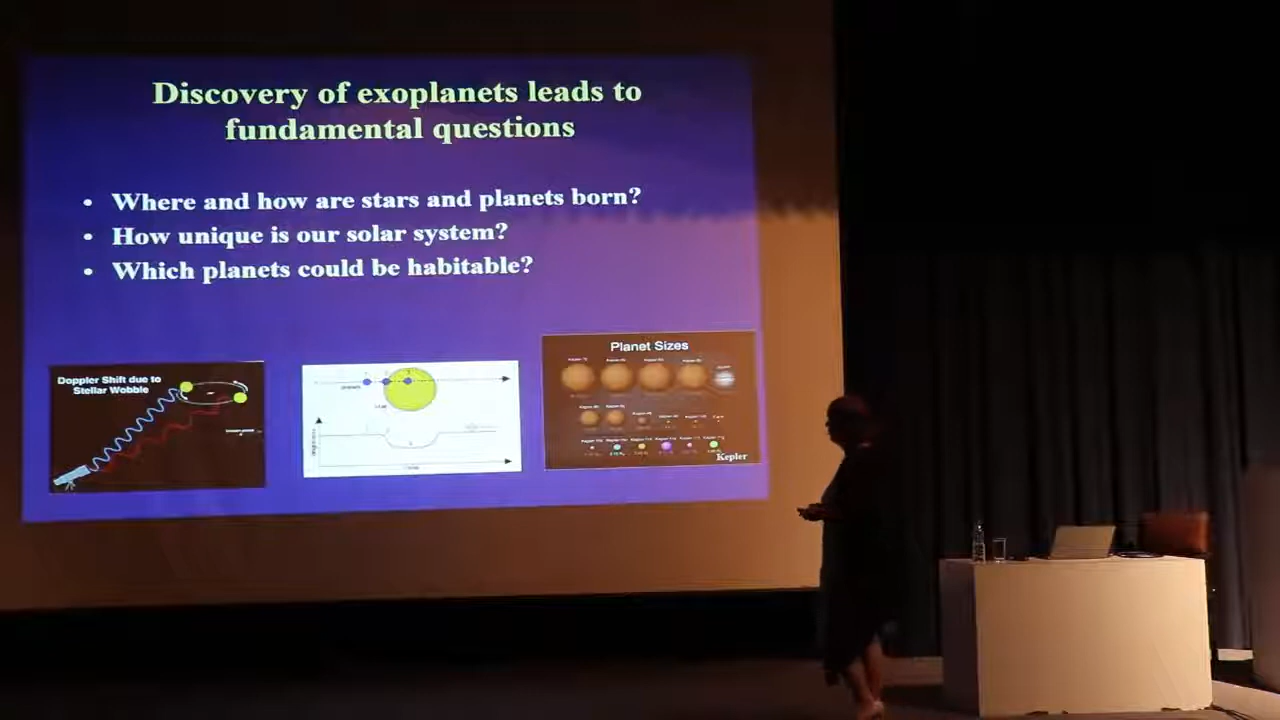 Discovery of exoplanets leads to
fundamental questions
• Where and how are stars and planets born?
• How unique is our solar system?
• Which planets could be habitable?
Doppler Shift due to
Stellar Wobble
Planet Sizes
Kepler